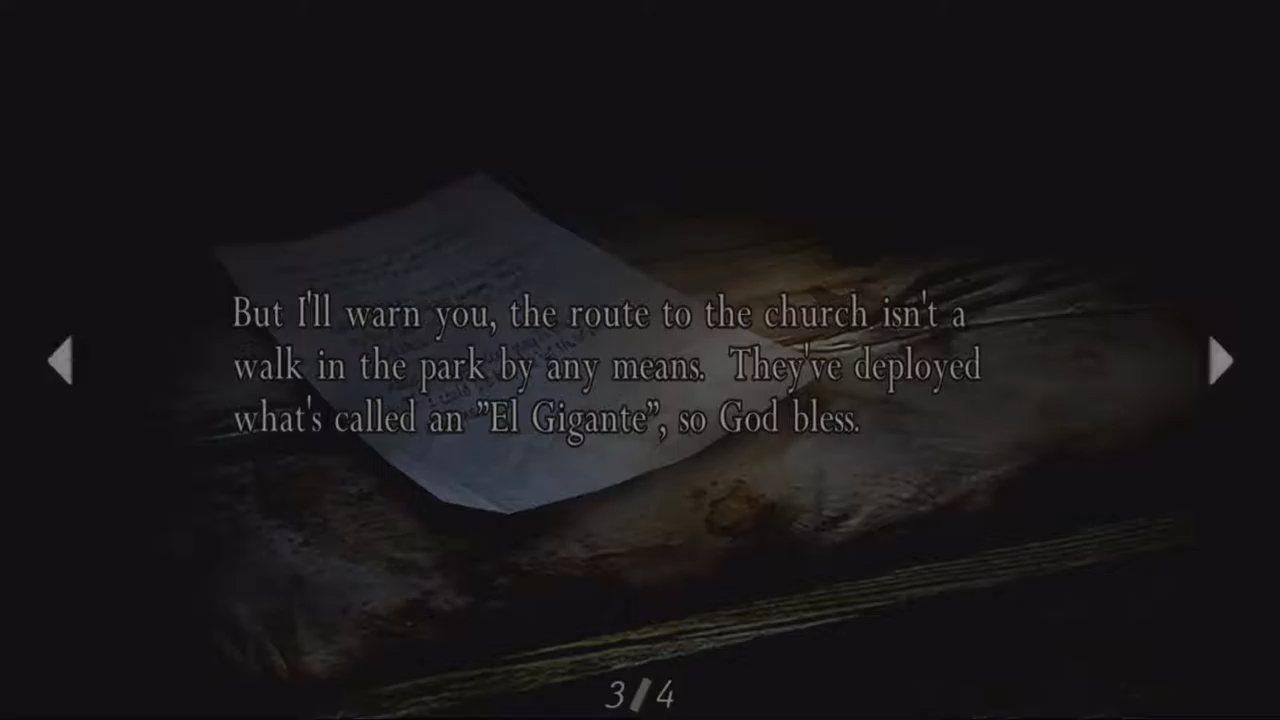 But I'll warn you, the route to the church isn't a
walk in the park by any means. They've deployed
what's called an ”El Gigante”, so God bless.
3/4